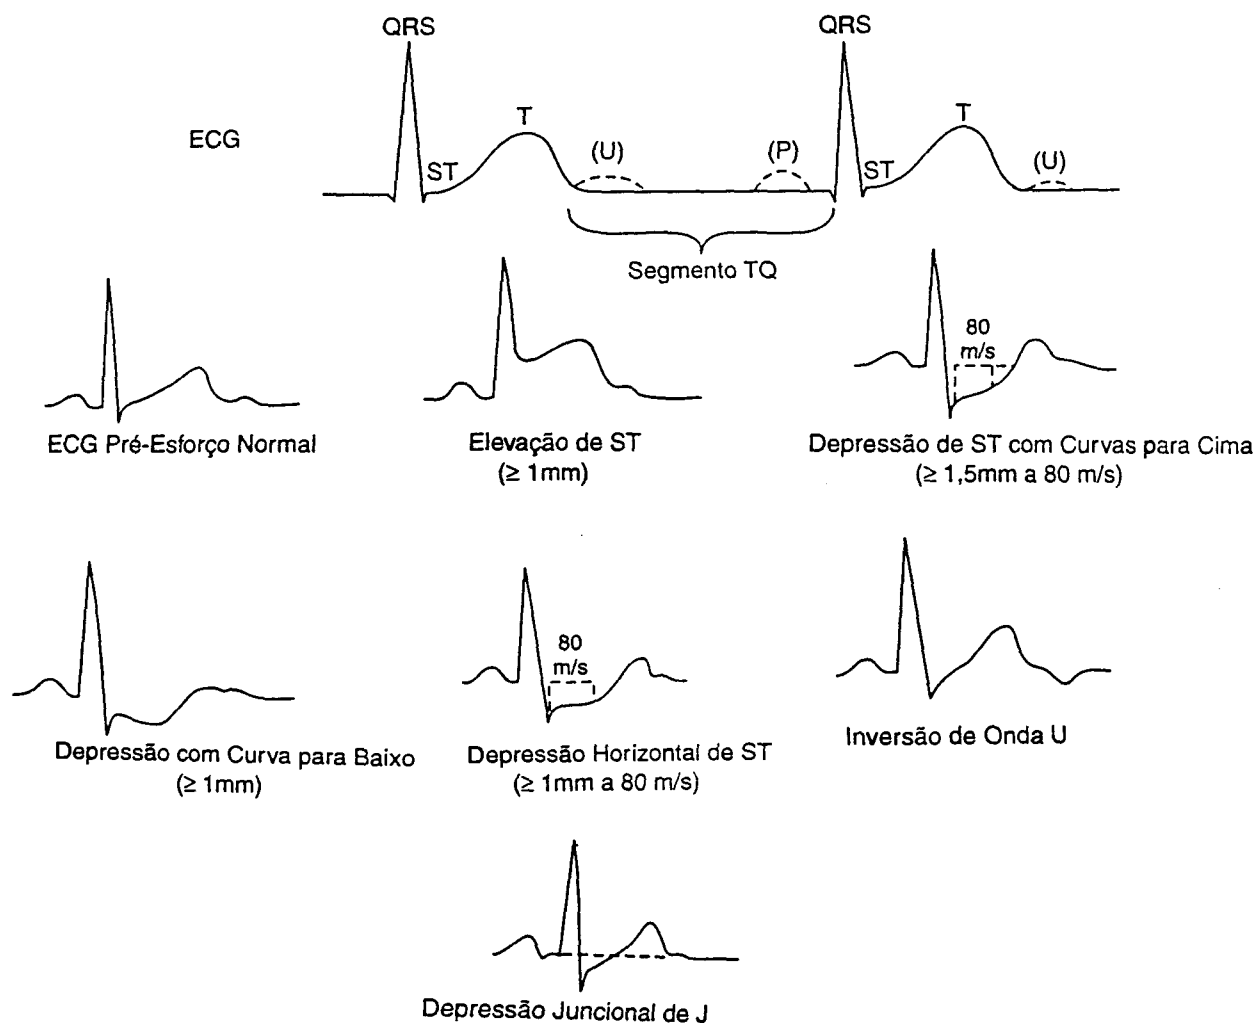 QRS
QRS
ECG
ST
T
(U)
(P)
ST
T
(U)
Segmento TQ
ECG Pré-Esforço Normal
Elevação de ST
(≥ 1mm)
80
m/s
Depressão de ST com Curvas para Cima
(≥ 1,5mm a 80 m/s)
Depressão com Curva para Baixo
(≥ 1mm)
80
m/s
Depressão Horizontal de ST
(≥ 1mm a 80 m/s)
Inversão de Onda U
Depressão Juncional de J